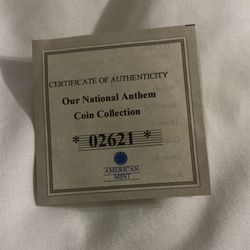 CERTIFICATE OF AUTHENTICITY
Our National Anthem
Coin Collection
* 02621 *
AMERICAN
MINT